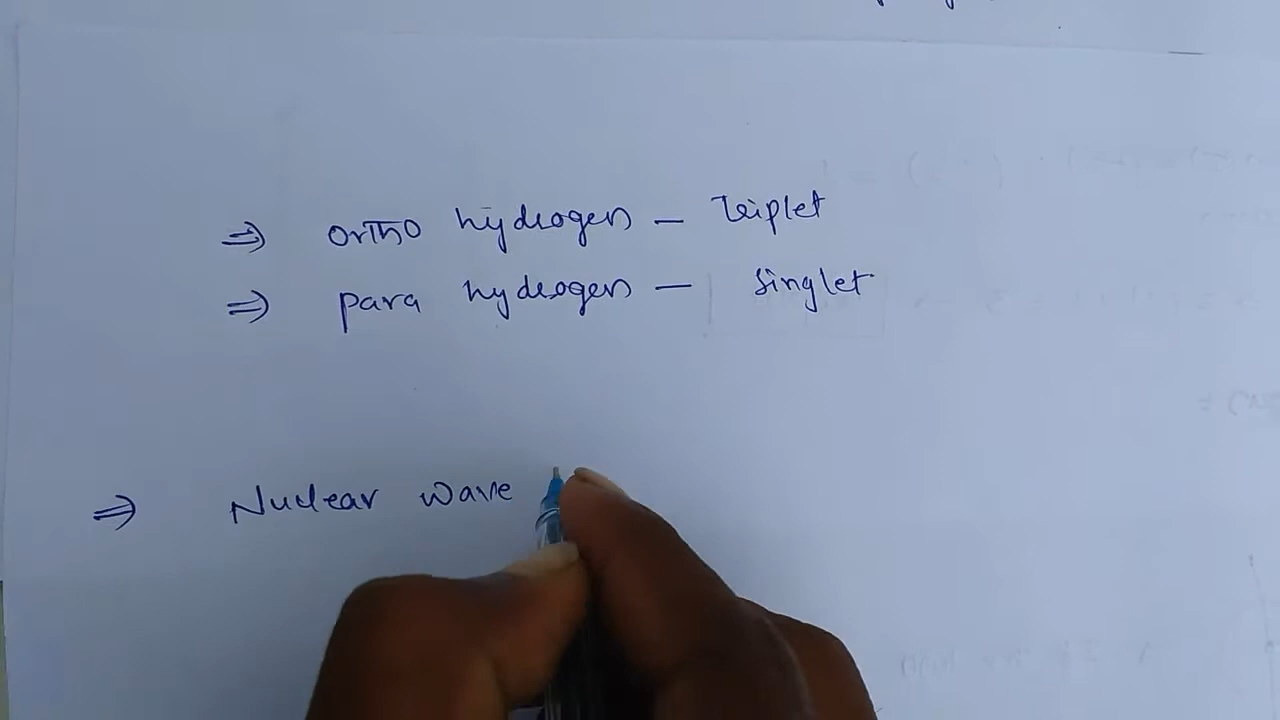 ⇒ Ortho hydrogen – Triplet
⇒ para hydrogen – singlet
⇒ Nuclear wave